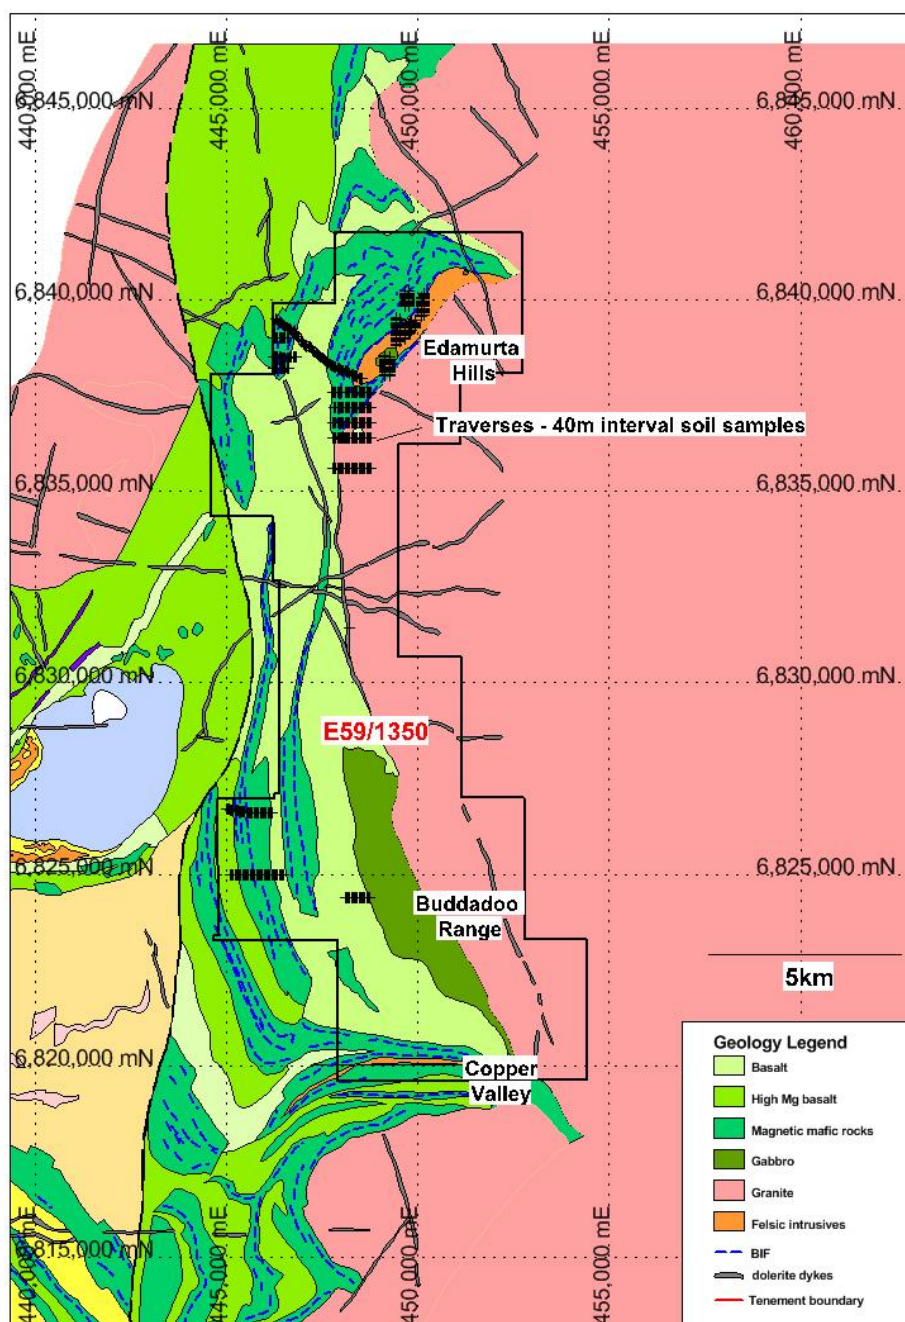 440,000 mE
445,000 mE
450,000 mE
455,000 mE
460,000 mE
6,845,000 mN
6,845,000 mN
6,840,000 mN
6,840,000 mN
Edamurta
Hills
Traverses - 40m interval soil samples
6,835,000 mN
6,835,000 mN
6,830,000 mN
6,830,000 mN
E59/1350
6,825,000 mN
6,825,000 mN
Buddadoo
Range
5km
6,820,000 mN
Copper
Valley
6,815,000 mN
440,000 mE
445,000 mE
450,000 mE
455,000 mE
Geology Legend
Basalt
High Mg basalt
Magnetic mafic rocks
Gabbro
Granite
Felsic intrusives
BIF
dolerite dykes
Tenement boundary